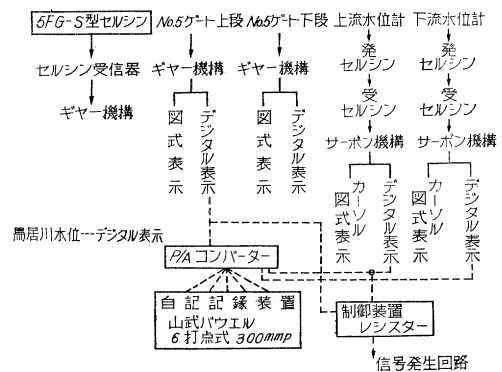 5FG-S型セルシン
No.5ゲート上段
No.5ゲート下段
上流水位計
下流水位計
セルシン受信器
ギヤー機構
ギヤー機構
ギヤー機構
発セルシン
発セルシン
受セルシン
受セルシン
サーボン機構
サーボン機構
図式表示
デジタル表示
図式表示
デジタル表示
カーソル図式表示
デジタル表示
カーソル図式表示
デジタル表示
鳥居川水位---デジタル表示
P/Aコンバーター
自記記録装置
山武バウエル
6打点式 300mmp
制御装置
レシスター
信号発生回路